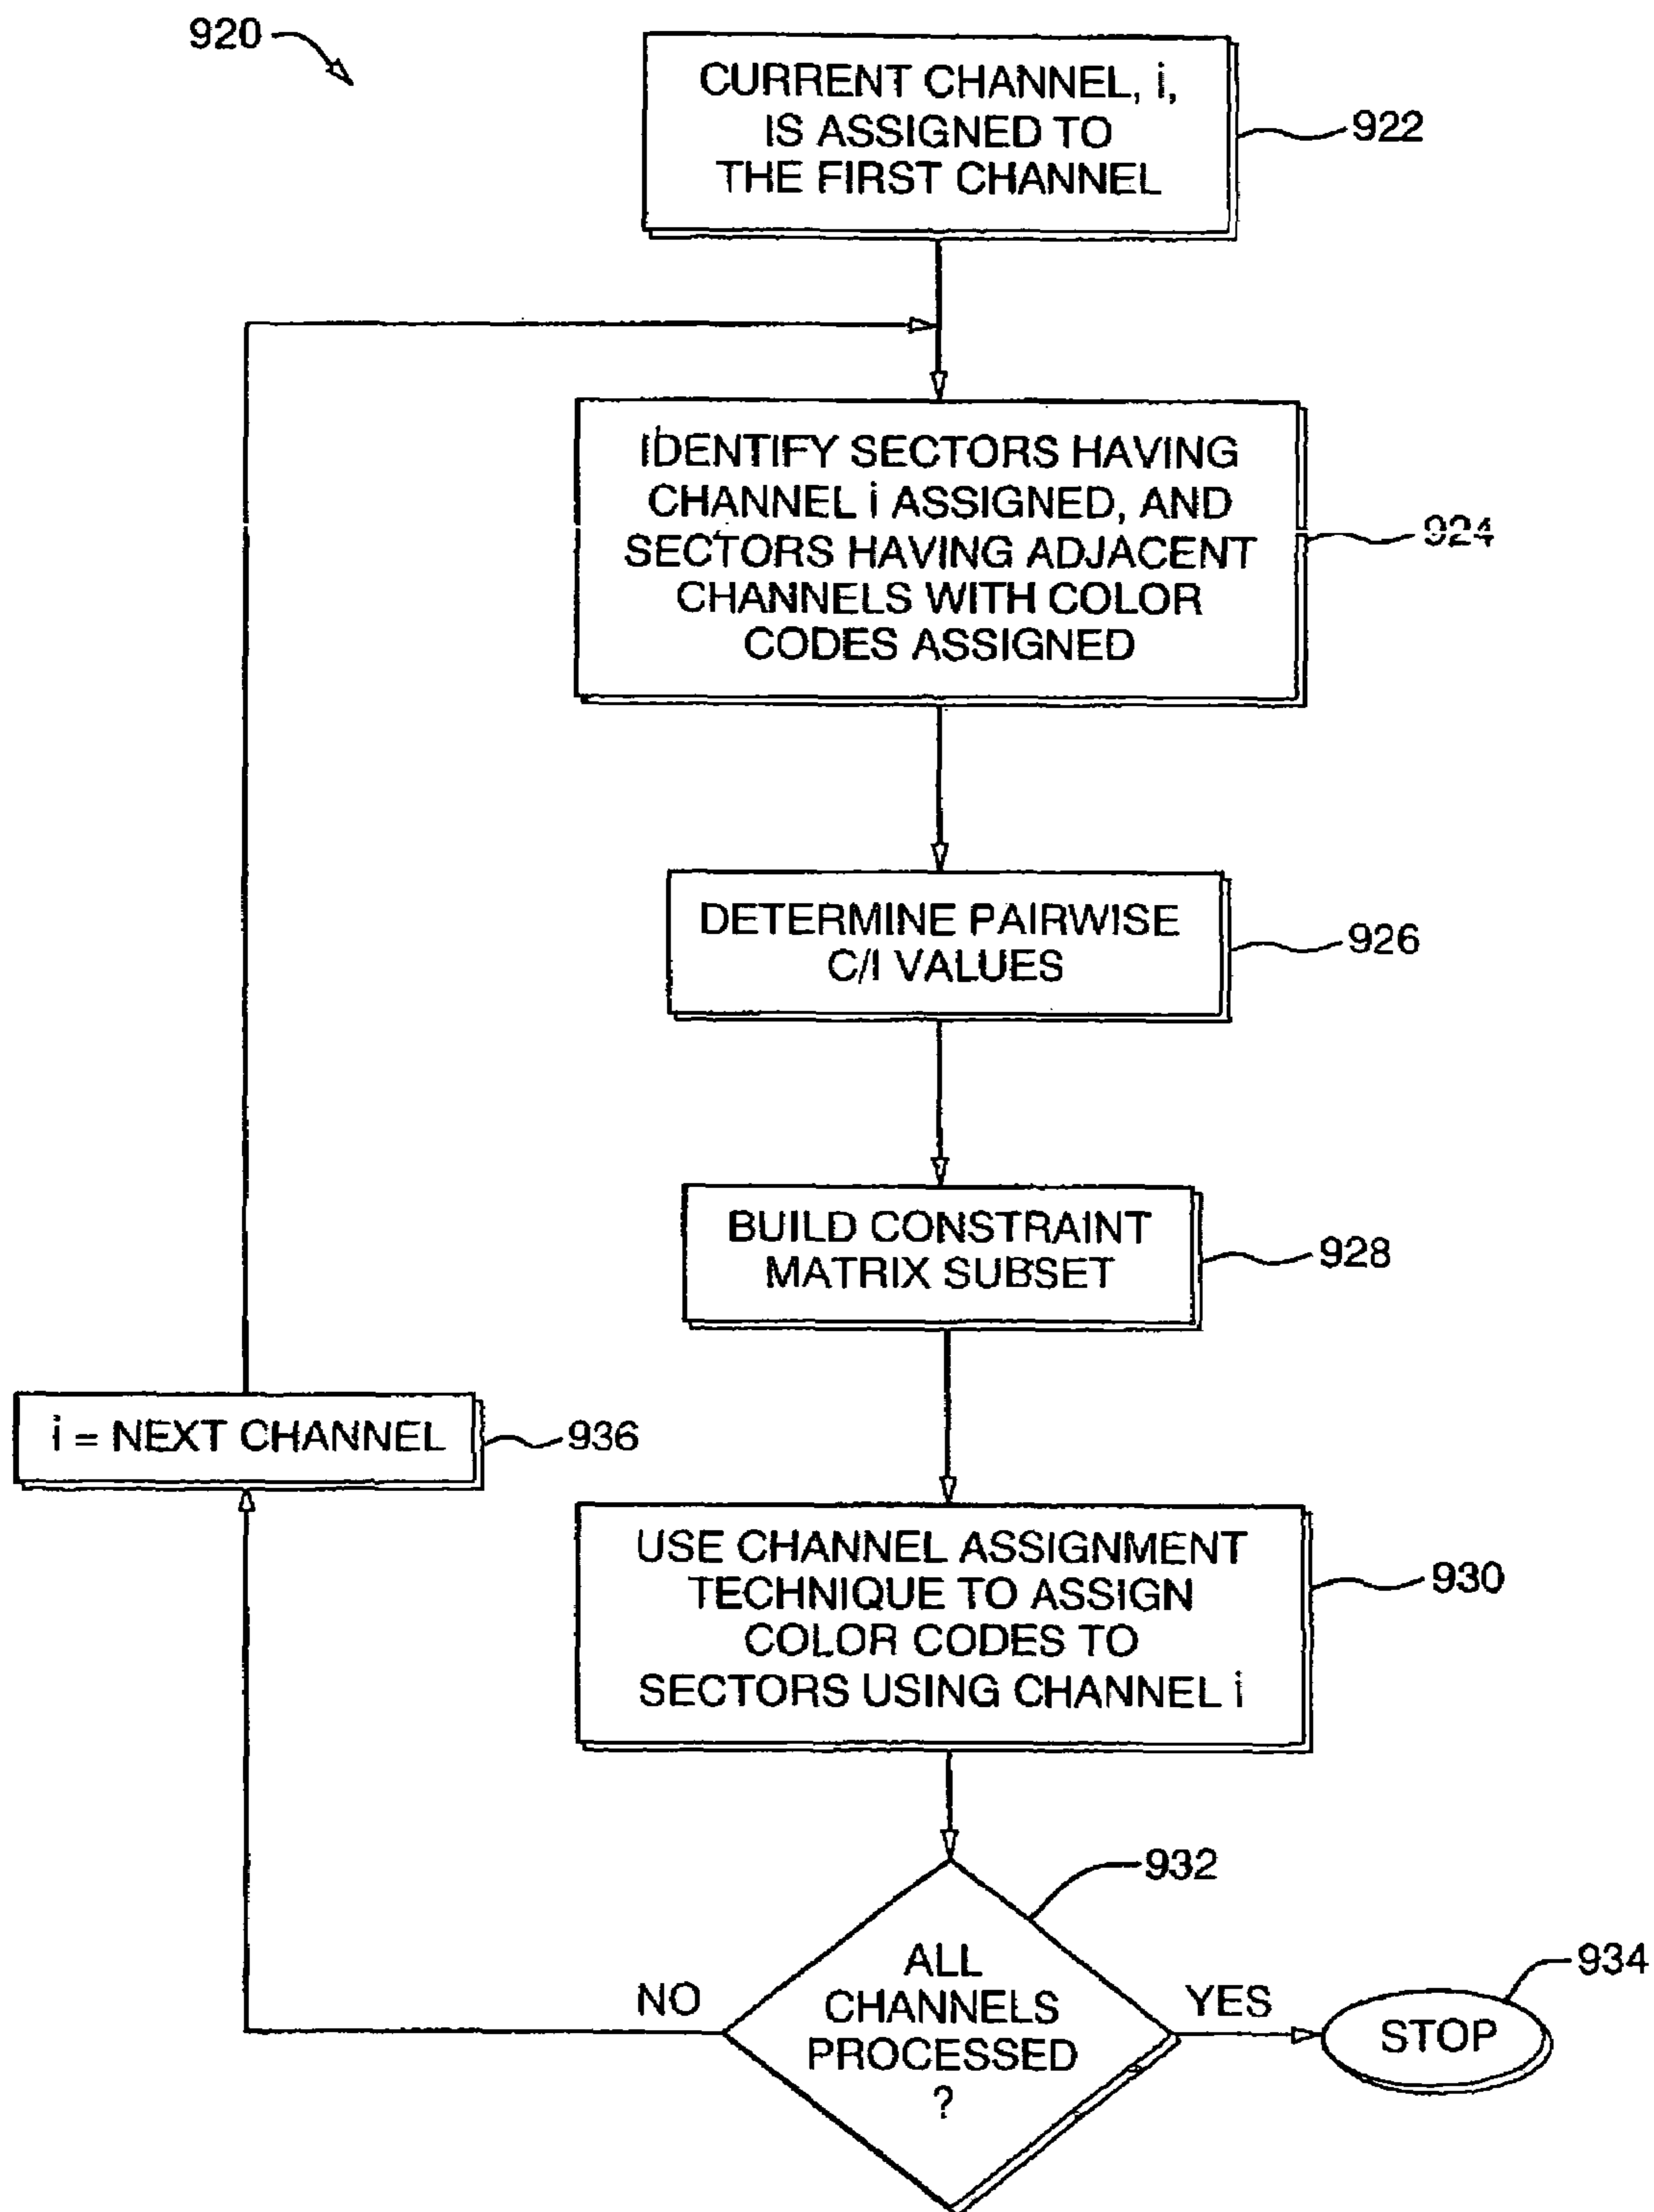 920
CURRENT CHANNEL, i,
IS ASSIGNED TO
THE FIRST CHANNEL
922
IDENTIFY SECTORS HAVING
CHANNEL i ASSIGNED, AND
SECTORS HAVING ADJACENT
CHANNELS WITH COLOR
CODES ASSIGNED
924
DETERMINE PAIRWISE
C/I VALUES
926
BUILD CONSTRAINT
MATRIX SUBSET
928
i = NEXT CHANNEL
936
USE CHANNEL ASSIGNMENT
TECHNIQUE TO ASSIGN
COLOR CODES TO
SECTORS USING CHANNEL i
930
932
ALL
CHANNELS
PROCESSED
?
NO
YES
934
STOP